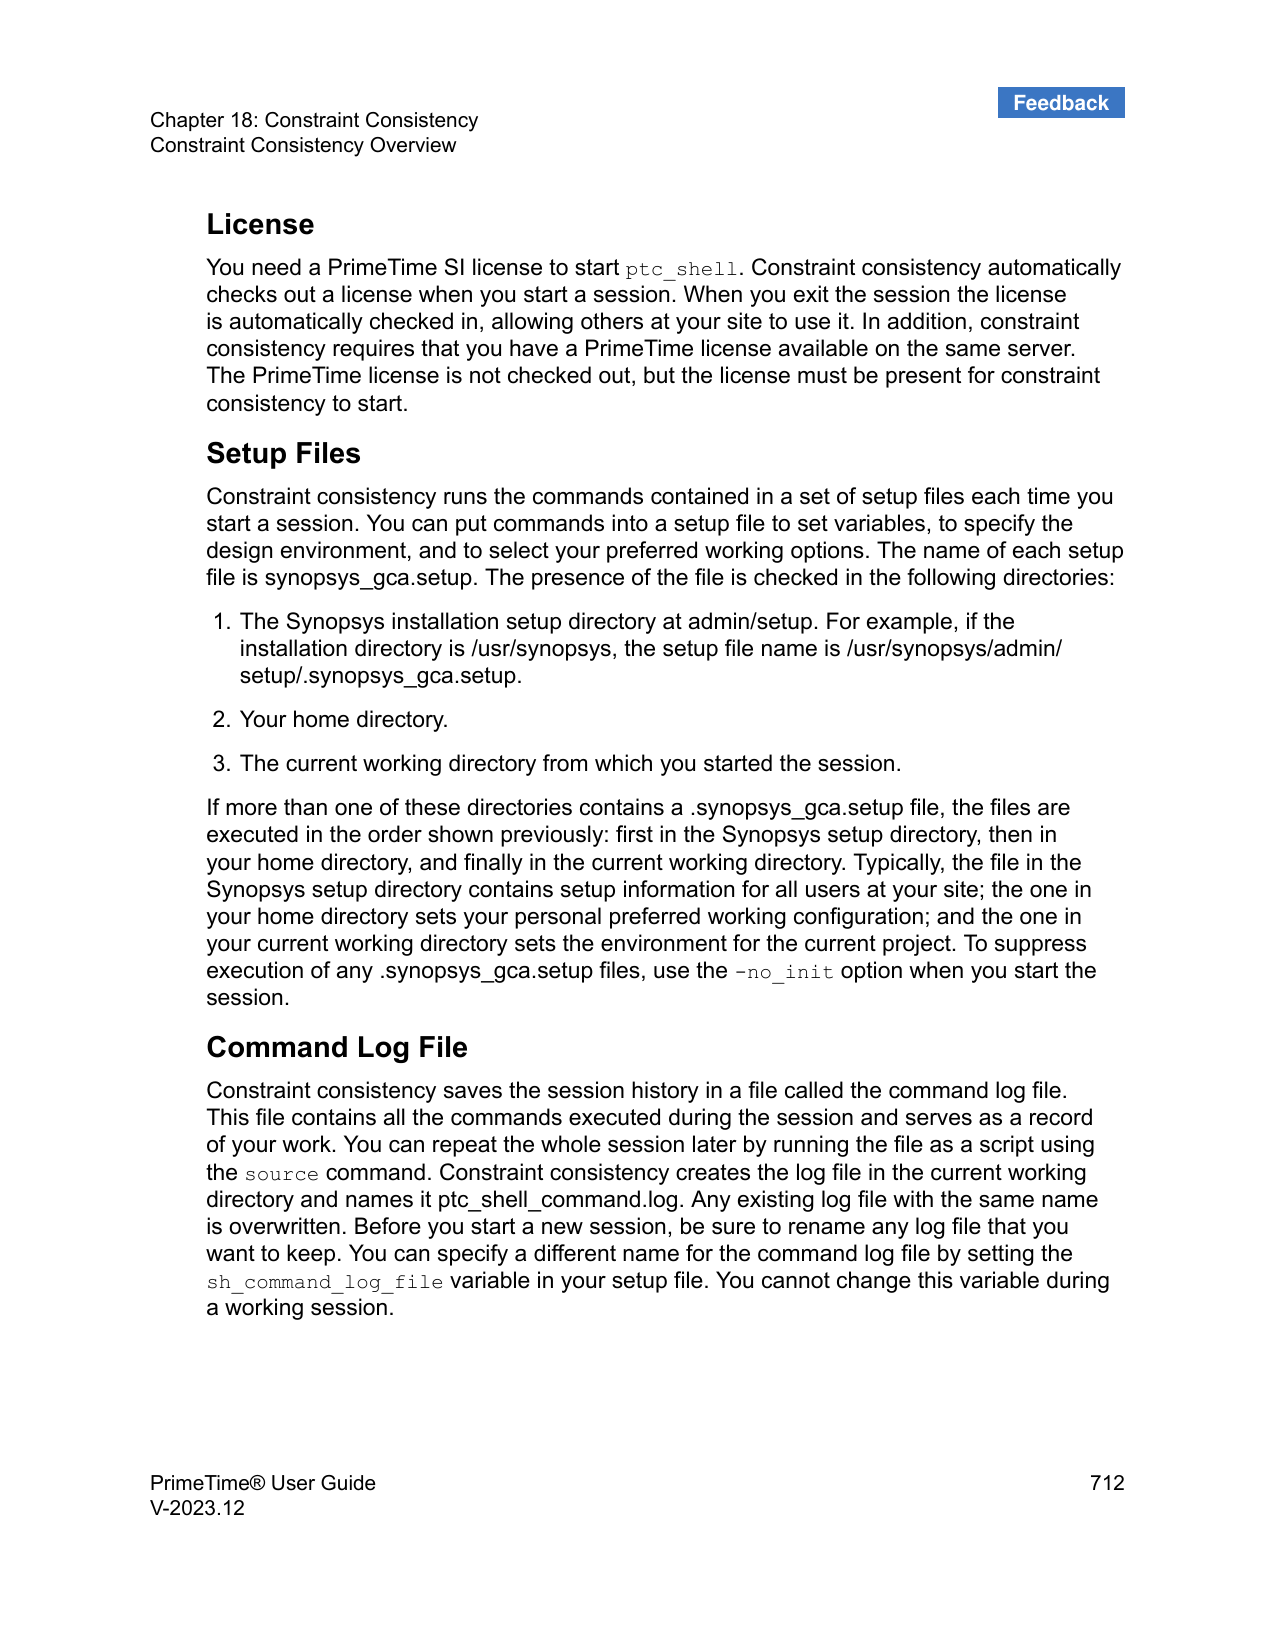 Feedback
Chapter 18: Constraint Consistency
Constraint Consistency Overview
License
You need a PrimeTime SI license to start ptc_shell. Constraint consistency automatically
checks out a license when you start a session. When you exit the session the license
is automatically checked in, allowing others at your site to use it. In addition, constraint
consistency requires that you have a PrimeTime license available on the same server.
The PrimeTime license is not checked out, but the license must be present for constraint
consistency to start.
Setup Files
Constraint consistency runs the commands contained in a set of setup files each time you
start a session. You can put commands into a setup file to set variables, to specify the
design environment, and to select your preferred working options. The name of each setup
file is synopsys_gca.setup. The presence of the file is checked in the following directories:
1. The Synopsys installation setup directory at admin/setup. For example, if the
installation directory is /usr/synopsys, the setup file name is /usr/synopsys/admin/
setup/.synopsys_gca.setup.
2. Your home directory.
3. The current working directory from which you started the session.
If more than one of these directories contains a .synopsys_gca.setup file, the files are
executed in the order shown previously: first in the Synopsys setup directory, then in
your home directory, and finally in the current working directory. Typically, the file in the
Synopsys setup directory contains setup information for all users at your site; the one in
your home directory sets your personal preferred working configuration; and the one in
your current working directory sets the environment for the current project. To suppress
execution of any .synopsys_gca.setup files, use the -no_init option when you start the
session.
Command Log File
Constraint consistency saves the session history in a file called the command log file.
This file contains all the commands executed during the session and serves as a record
of your work. You can repeat the whole session later by running the file as a script using
the source command. Constraint consistency creates the log file in the current working
directory and names it ptc_shell_command.log. Any existing log file with the same name
is overwritten. Before you start a new session, be sure to rename any log file that you
want to keep. You can specify a different name for the command log file by setting the
sh_command_log_file variable in your setup file. You cannot change this variable during
a working session.
PrimeTime® User Guide 712
V-2023.12